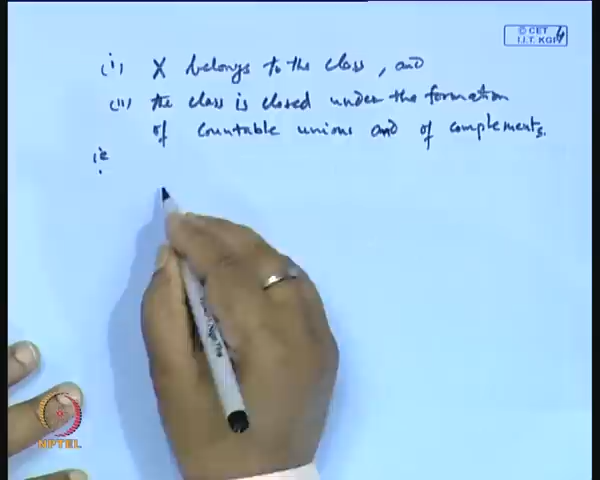 © CET
I.I.T. KGP
4
(i) X belongs to the class, and
(ii) the class is closed under the formation
of countable unions and of complements.
ie
NPTEL